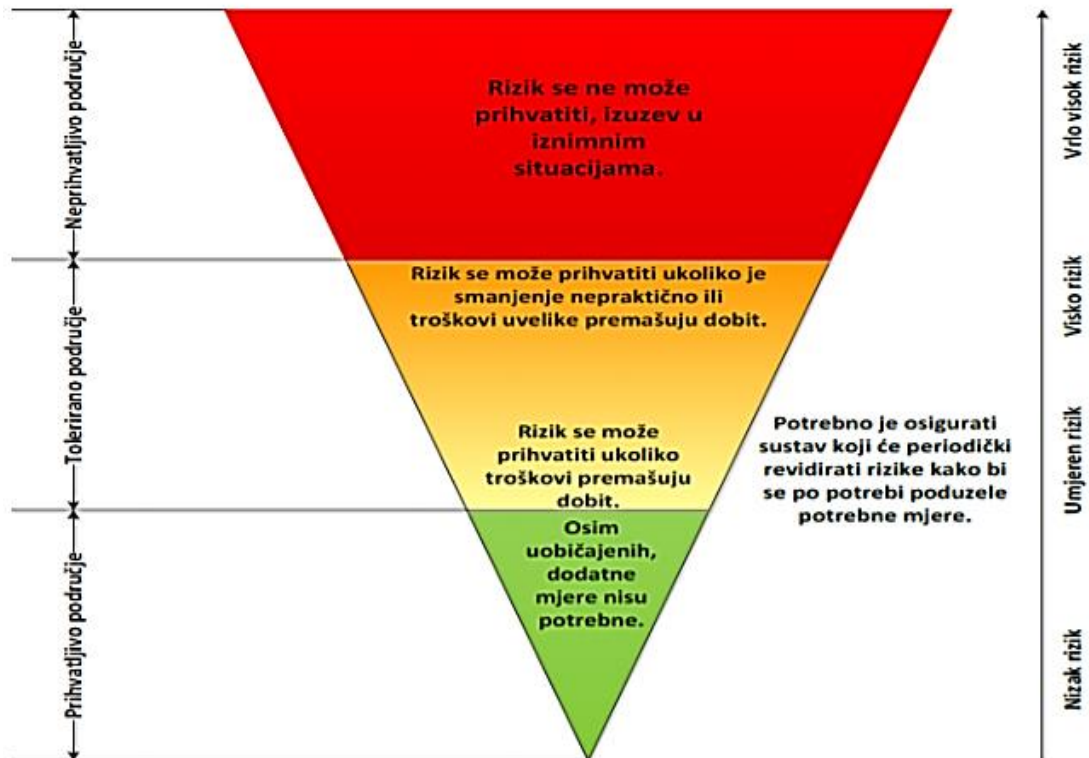 Neprihvatljivo područje
Rizik se ne može
prihvatiti, izuzev u
iznimnim
situacijama.
Vrlo visok rizik
Tolerirano područje
Rizik se može prihvatiti ukoliko je
smanjenje nepraktično ili
troškovi uvelike premašuju dobit.
Visko rizik
Rizik se može
prihvatiti ukoliko
troškovi premašuju
dobit.
Potrebno je osigurati
sustav koji će periodički
revidirati rizike kako bi
se po potrebi poduzele
potrebne mjere.
Umjeren rizik
Prihvatljivo područje
Osim
uobičajenih,
dodatne
mjere nisu
potrebne.
Nizak rizik